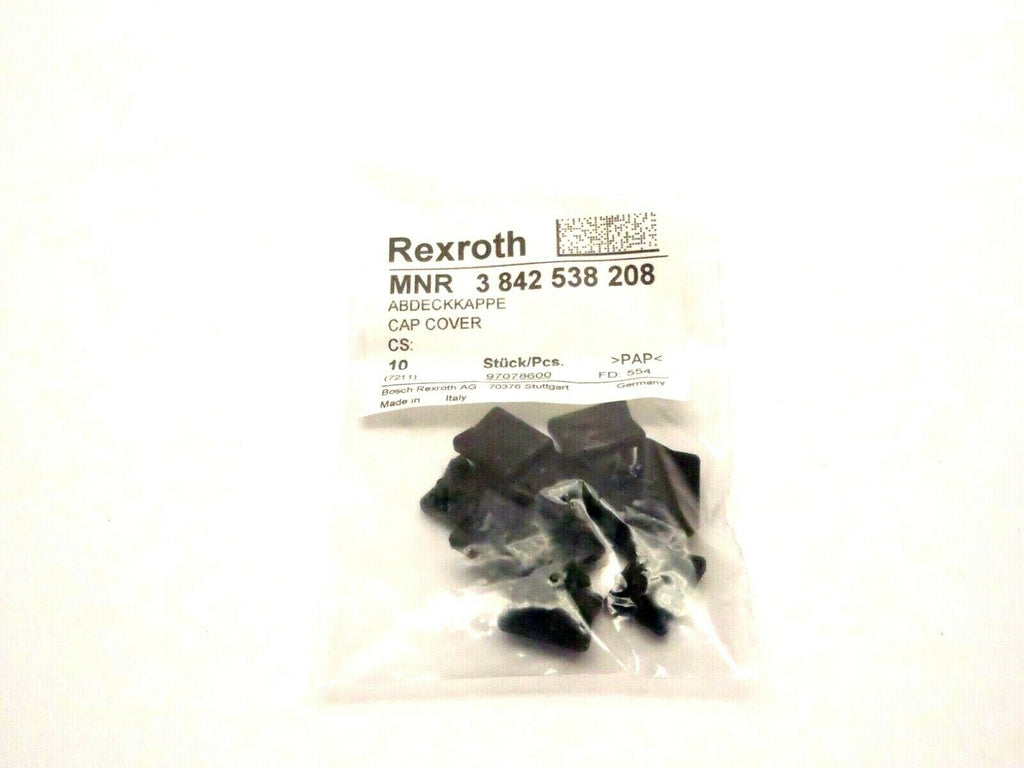 Rexroth
MNR 3 842 538 208
ABDECKKAPPE
CAP COVER
CS:
10 Stück/Pcs. >PAP<
(7211) 97078600 FD: 554
Bosch Rexroth AG 70376 Stuttgart Germany
Made in Italy